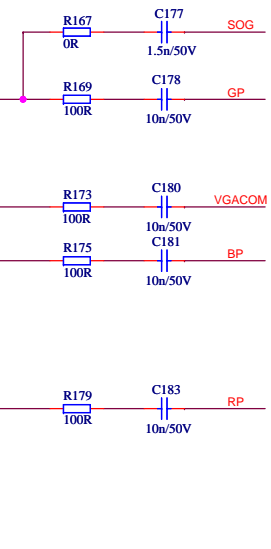 R167 C177 SOG
0R 1.5n/50V
R169 C178 GP
100R 10n/50V
R173 C180 VGACOM
100R 10n/50V
R175 C181 BP
100R 10n/50V
R179 C183 RP
100R 10n/50V